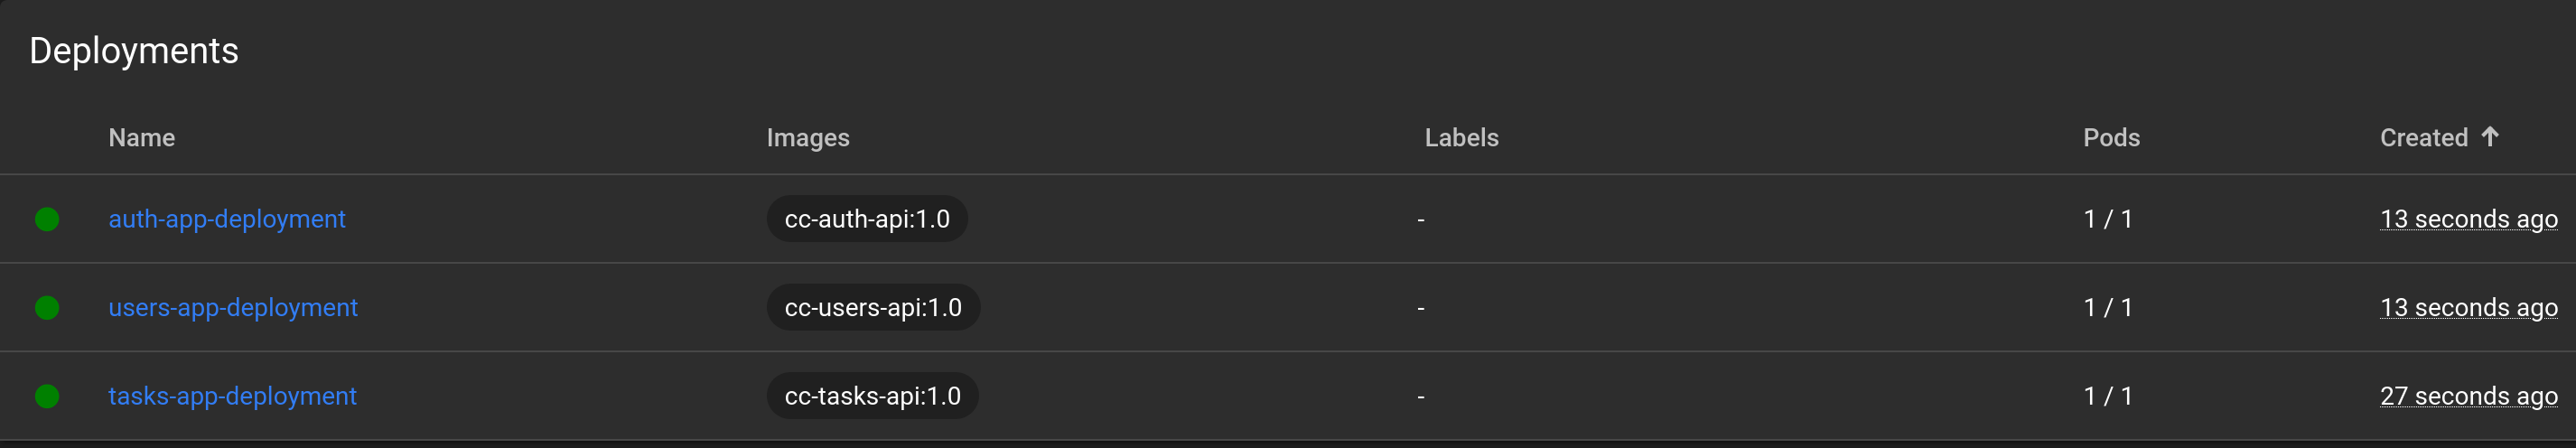 Deployments
Name Images Labels Pods Created ↑
auth-app-deployment cc-auth-api:1.0 - 1 / 1 13 seconds ago
users-app-deployment cc-users-api:1.0 - 1 / 1 13 seconds ago
tasks-app-deployment cc-tasks-api:1.0 - 1 / 1 27 seconds ago